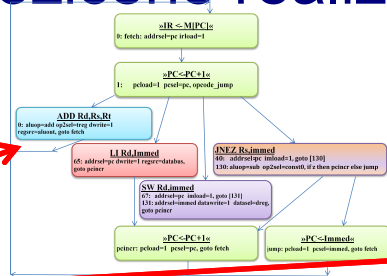 »IR <- M[PC]«
0: fetch: addrsel=pc irload=1
»PC<-PC+1«
1: pcload=1 pcsel=pc, opcode_jump
ADD Rd,Rs,Rt
0: aluop=add op2sel=treg dwrite=1
regsrc=aluout, goto fetch
LI Rd,Immed
65: addrsel=pc dwrite=1 regsrc=databus,
goto pcincr
JNEZ Rs,immed
40: addrsel=pc imload=1, goto [130]
130: aluop=sub op2sel=const0, if z then pcincr else jump
SW Rd,immed
67: addrsel=pc imload=1, goto [131]
131: addrsel=immed datawrite=1 datasel=dreg,
goto pcincr
»PC<-PC+1«
pcincr: pcload=1 pcsel=pc, goto fetch
»PC<-Immed«
jump: pcload=1 pcsel=immed, goto fetch